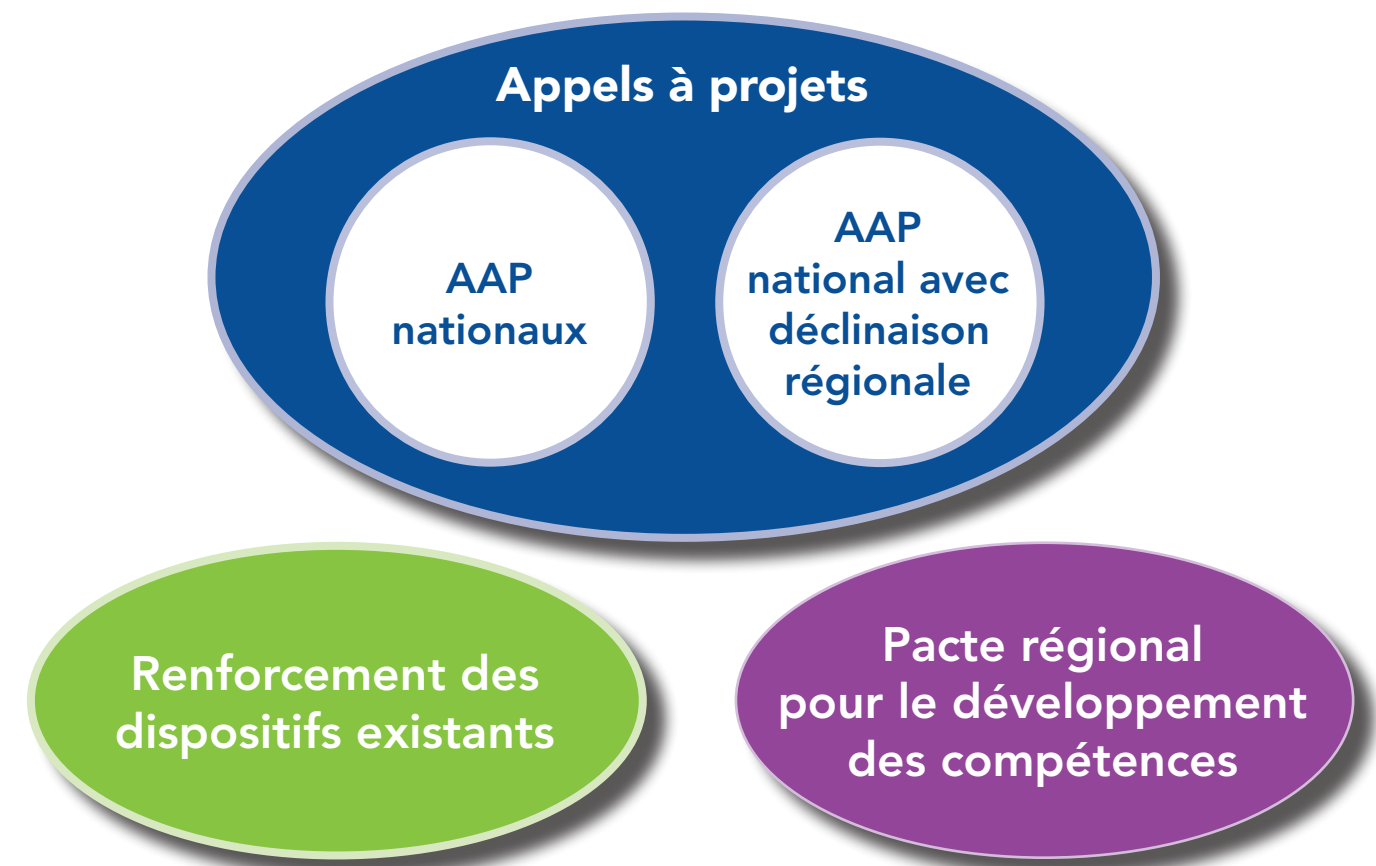 Appels à projets
AAP
nationaux
AAP
national avec
déclinaison
régionale
Renforcement des
dispositifs existants
Pacte régional
pour le développement
des compétences